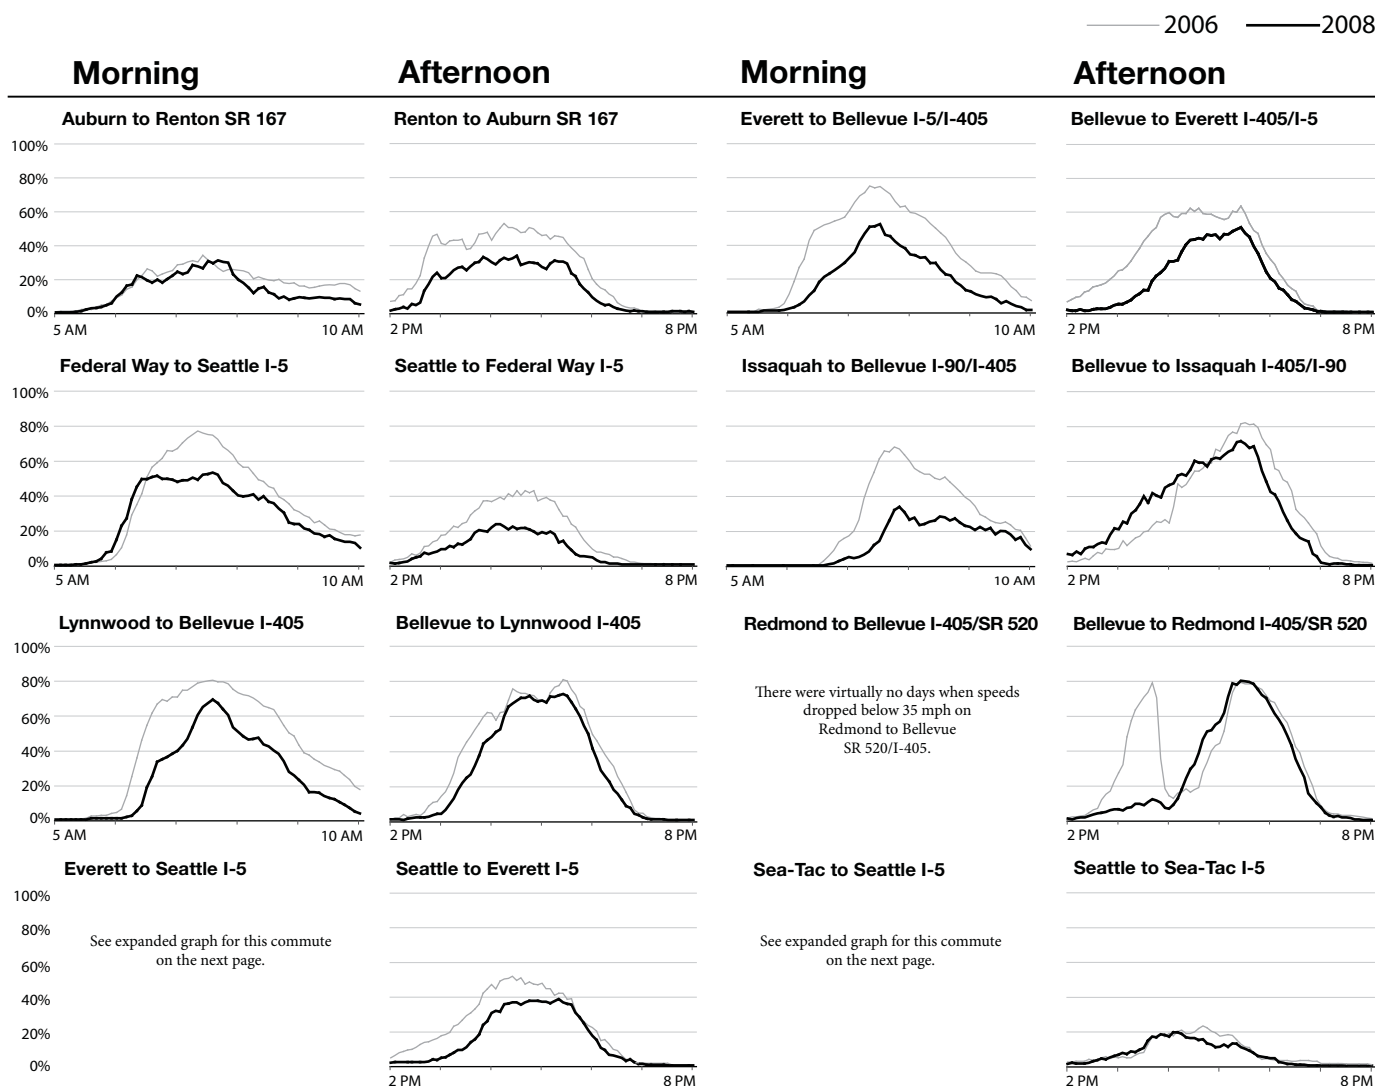 2006 2008
Morning Afternoon Morning Afternoon
Auburn to Renton SR 167 Renton to Auburn SR 167 Everett to Bellevue I-5/I-405 Bellevue to Everett I-405/I-5
100%
80%
60%
40%
20%
0%
5 AM 10 AM 2 PM 8 PM 5 AM 10 AM 2 PM 8 PM
Federal Way to Seattle I-5 Seattle to Federal Way I-5 Issaquah to Bellevue I-90/I-405 Bellevue to Issaquah I-405/I-90
100%
80%
60%
40%
20%
0%
5 AM 10 AM 2 PM 8 PM 5 AM 10 AM 2 PM 8 PM
Lynnwood to Bellevue I-405 Bellevue to Lynnwood I-405 Redmond to Bellevue I-405/SR 520 Bellevue to Redmond I-405/SR 520
100%
80%
60%
40%
20%
0%
There were virtually no days when speeds
dropped below 35 mph on
Redmond to Bellevue
SR 520/I-405.
5 AM 10 AM 2 PM 8 PM 2 PM 8 PM
Everett to Seattle I-5 Seattle to Everett I-5 Sea-Tac to Seattle I-5 Seattle to Sea-Tac I-5
100%
80%
60%
40%
20%
0%
See expanded graph for this commute
on the next page.
See expanded graph for this commute
on the next page.
2 PM 8 PM 2 PM 8 PM